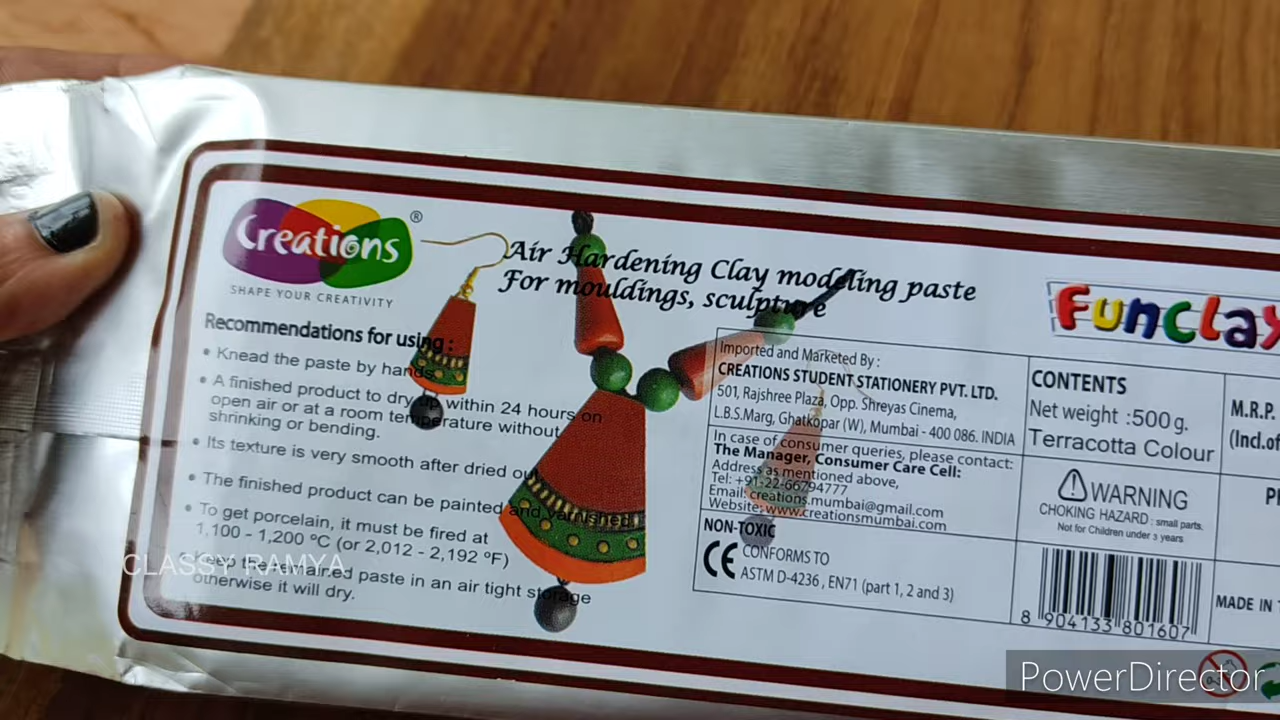 Creations ®
SHAPE YOUR CREATIVITY
Air Hardening Clay modeling paste
For mouldings, sculpture
Funclay
Recommendations for using :
• Knead the paste by hands
• A finished product to dry up within 24 hours on
open air or at a room temperature without
shrinking or bending.
• Its texture is very smooth after dried out
• The finished product can be painted and varnished
• To get porcelain, it must be fired at
1,100 - 1,200 ºC (or 2,012 - 2,192 ºF)
Keep the remained paste in an air tight storage
otherwise it will dry.
Imported and Marketed By :
CREATIONS STUDENT STATIONERY PVT. LTD.
501, Rajshree Plaza, Opp. Shreyas Cinema,
L.B.S.Marg, Ghatkopar (W), Mumbai - 400 086. INDIA
In case of consumer queries, please contact:
The Manager, Consumer Care Cell:
Address as mentioned above,
Tel: +91-22-66794777
Email: creations.mumbai@gmail.com
Website: www.creationsmumbai.com
NON-TOXIC
CE CONFORMS TO
ASTM D-4236 , EN71 (part 1, 2 and 3)
CONTENTS
Net weight :500 g.
Terracotta Colour
WARNING
CHOKING HAZARD : small parts.
Not for Children under 3 years
8 904133 801607
M.R.P.
(Incl.of
MADE IN
CLASSY RAMYA
PowerDirector